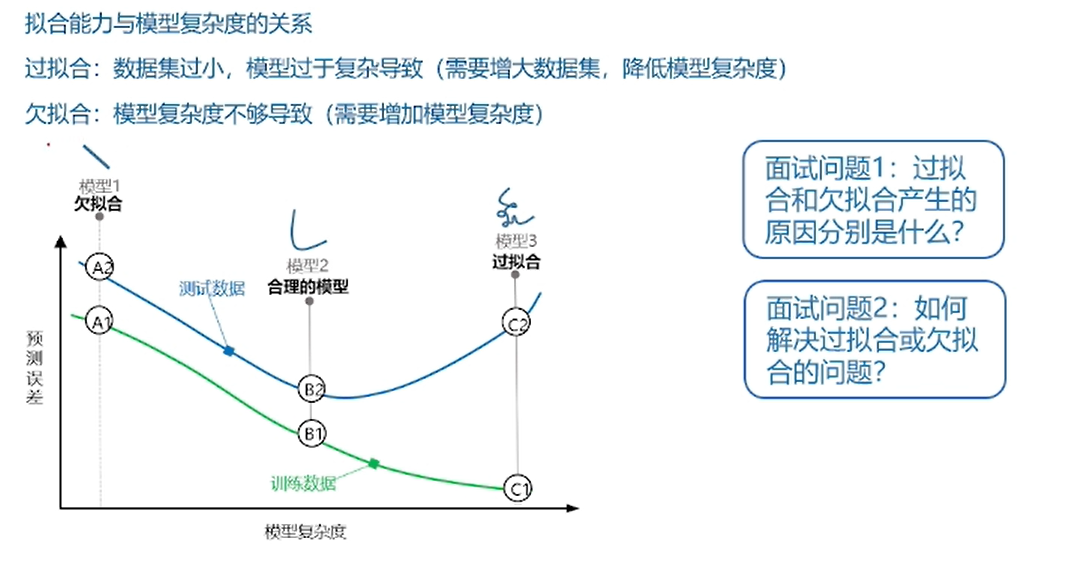 拟合能力与模型复杂度的关系
过拟合：数据集过小，模型过于复杂导致（需要增大数据集，降低模型复杂度）
欠拟合：模型复杂度不够导致（需要增加模型复杂度）
模型1
欠拟合
模型2
合理的模型
模型3
过拟合
A2
A1
测试数据
B2
B1
C2
C1
训练数据
预测误差
模型复杂度
面试问题1：过拟
合和欠拟合产生的
原因分别是什么？
面试问题2：如何
解决过拟合或欠拟
合的问题？